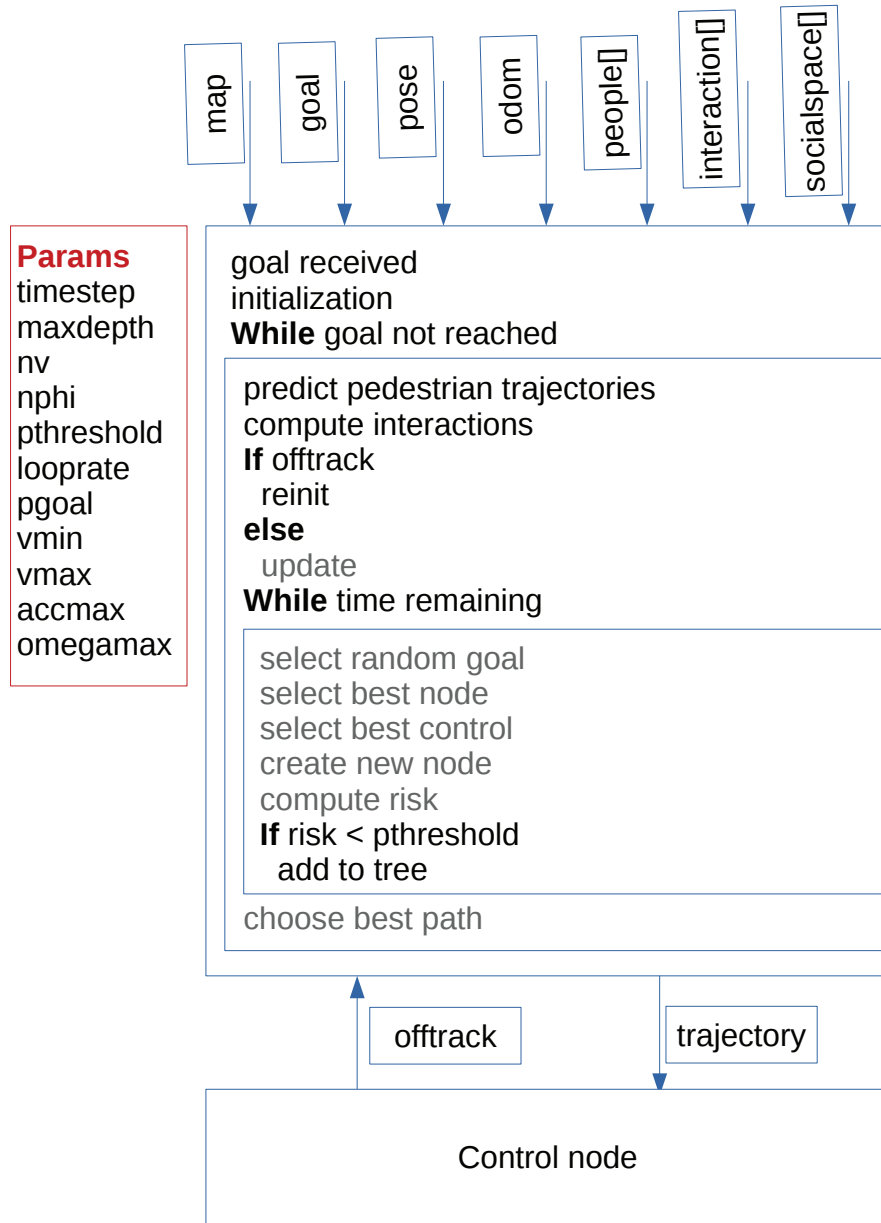 map
goal
pose
odom
people[]
interaction[]
socialspace[]
Params
timestep
maxdepth
nv
nphi
pthreshold
looprate
pgoal
vmin
vmax
accmax
omegamax
goal received
initialization
While goal not reached
predict pedestrian trajectories
compute interactions
If offtrack
reinit
else
update
While time remaining
select random goal
select best node
select best control
create new node
compute risk
If risk < pthreshold
add to tree
choose best path
offtrack
trajectory
Control node